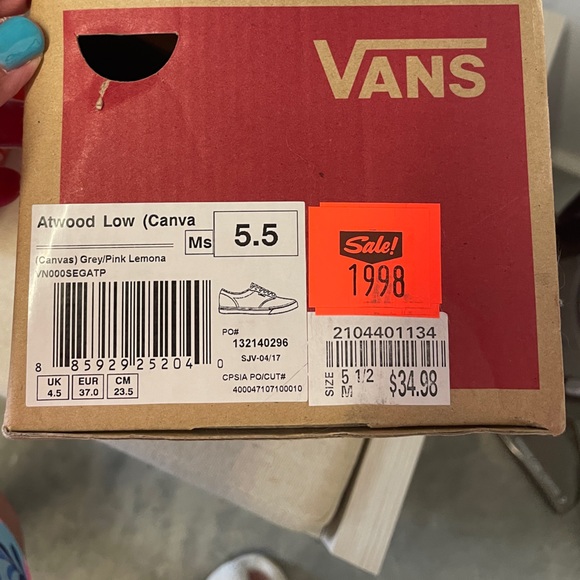 VANS
Atwood Low (Canva
Ms
5.5
(Canvas) Grey/Pink Lemona
VN000SEGATP
8 85929 25204 0
PO#
132140296
SJV-04/17
CPSIA PO/CUT#
400047107100010
UK
4.5
EUR
37.0
CM
23.5
Sale!
1998
2104401134
SIZE
5 1/2
M
$34.98